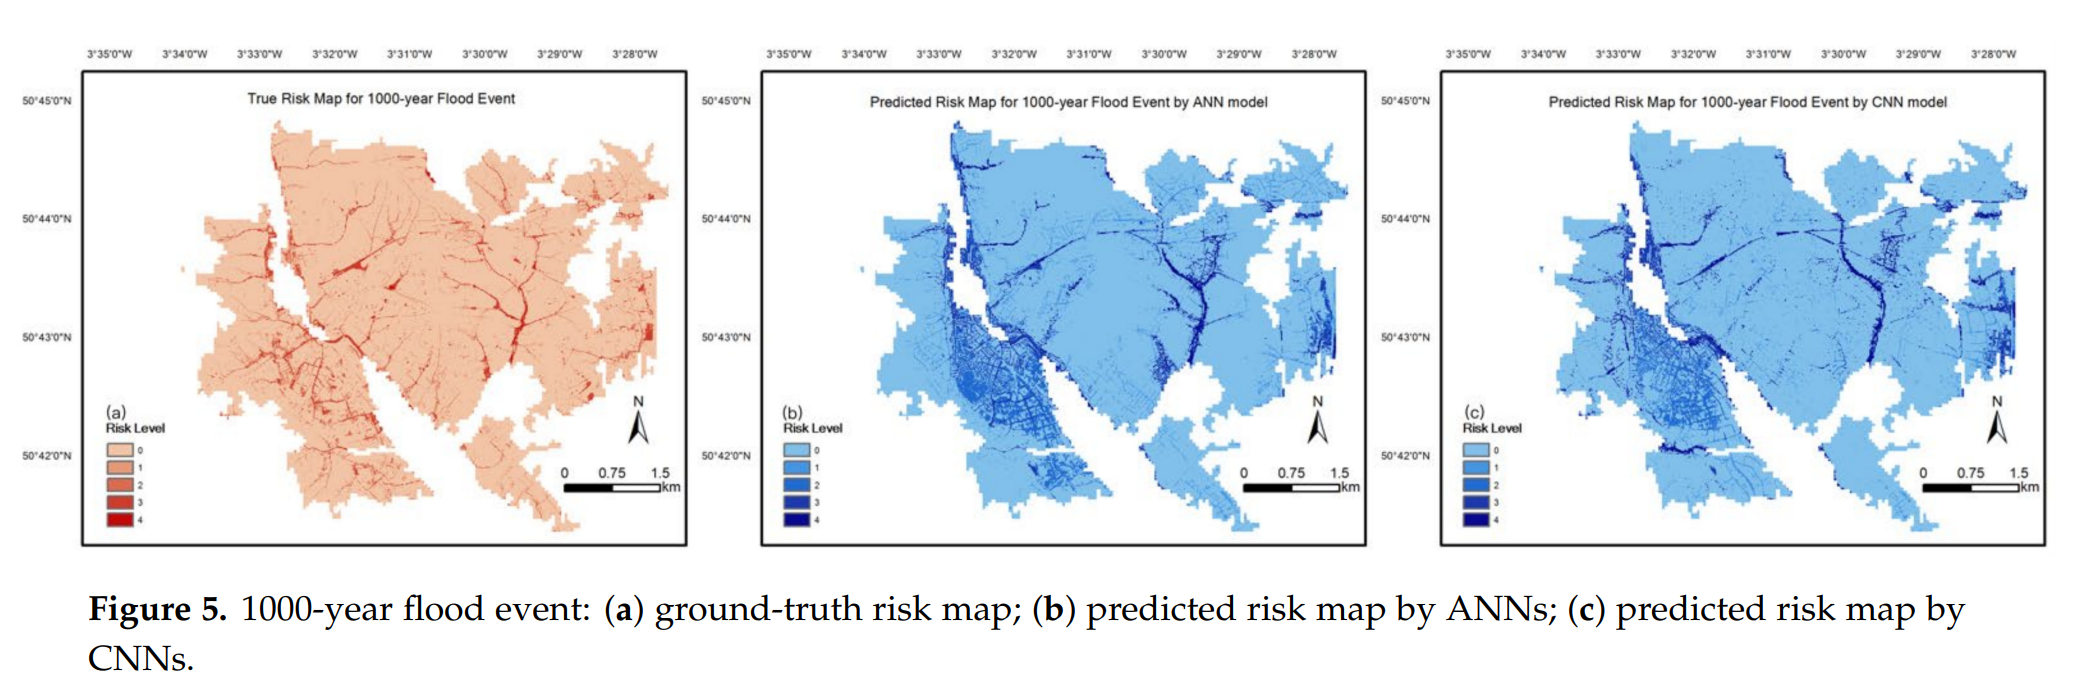 3°35'0"W 3°34'0"W 3°33'0"W 3°32'0"W 3°31'0"W 3°30'0"W 3°29'0"W 3°28'0"W
50°45'0"N
50°44'0"N
50°43'0"N
50°42'0"N
True Risk Map for 1000-year Flood Event
(a)
Risk Level
0
1
2
3
4
N
0 0.75 1.5
km
3°35'0"W 3°34'0"W 3°33'0"W 3°32'0"W 3°31'0"W 3°30'0"W 3°29'0"W 3°28'0"W
50°45'0"N
50°44'0"N
50°43'0"N
50°42'0"N
Predicted Risk Map for 1000-year Flood Event by ANN model
(b)
Risk Level
0
1
2
3
4
N
0 0.75 1.5
km
3°35'0"W 3°34'0"W 3°33'0"W 3°32'0"W 3°31'0"W 3°30'0"W 3°29'0"W 3°28'0"W
50°45'0"N
50°44'0"N
50°43'0"N
50°42'0"N
Predicted Risk Map for 1000-year Flood Event by CNN model
(c)
Risk Level
0
1
2
3
4
N
0 0.75 1.5
km
Figure 5. 1000-year flood event: (a) ground-truth risk map; (b) predicted risk map by ANNs; (c) predicted risk map by
CNNs.